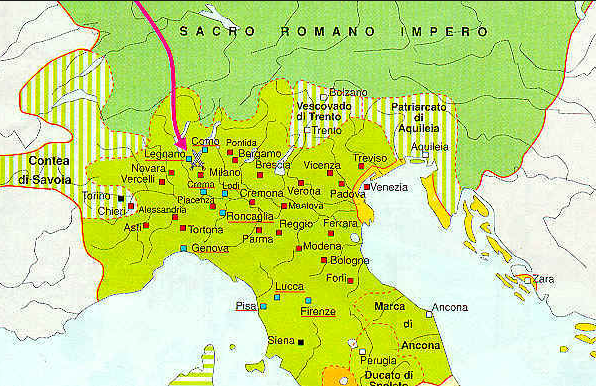 SACRO ROMANO IMPERO
Bolzano
Vescovado
di Trento
Patriarcato
di
Aquileia
Trento
Aquileia
Como
Pontida
Legnano
Bergamo
Brescia
Vicenza
Treviso
Contea
di Savoia
Novara
Vercelli
Milano
Crema
Lodi
Cremona
Verona
Padova
Venezia
Torino
Chieri
Alessandria
Piacenza
Mantova
Roncaglia
Asti
Tortona
Parma
Reggio
Ferrara
Genova
Modena
Bologna
Forlì
Zara
Lucca
Pisa
Firenze
Marca
di
Ancona
Ancona
Siena
Perugia
Ducato di
Spoleto